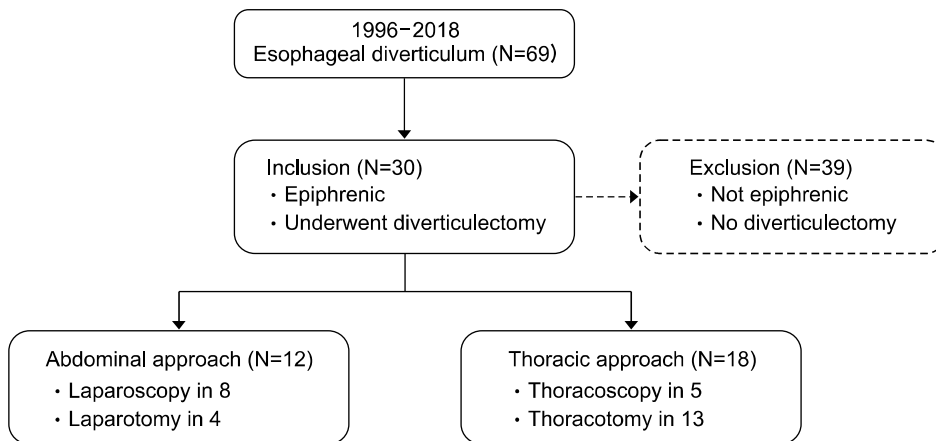 1996−2018
Esophageal diverticulum (N=69)
Inclusion (N=30)
· Epiphrenic
· Underwent diverticulectomy
Exclusion (N=39)
· Not epiphrenic
· No diverticulectomy
Abdominal approach (N=12)
· Laparoscopy in 8
· Laparotomy in 4
Thoracic approach (N=18)
· Thoracoscopy in 5
· Thoracotomy in 13